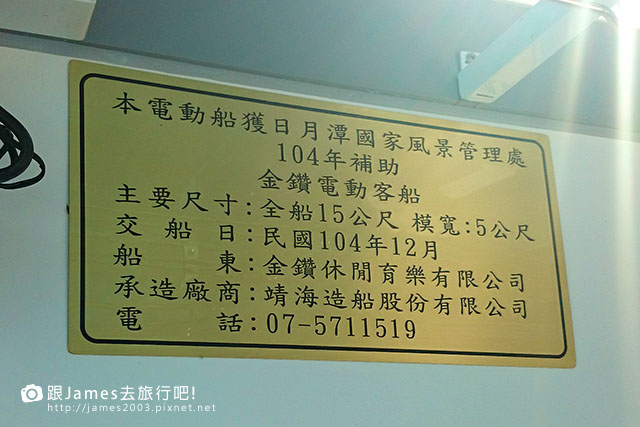 本電動船獲日月潭國家風景管理處
104年補助
金鑽電動客船
主要尺寸:全船15公尺 模寬:5公尺
交船日:民國104年12月
船東:金鑽休閒育樂有限公司
承造廠商:靖海造船股份有限公司
電話:07-5711519
跟James去旅行吧!
http://james2003.pixnet.net